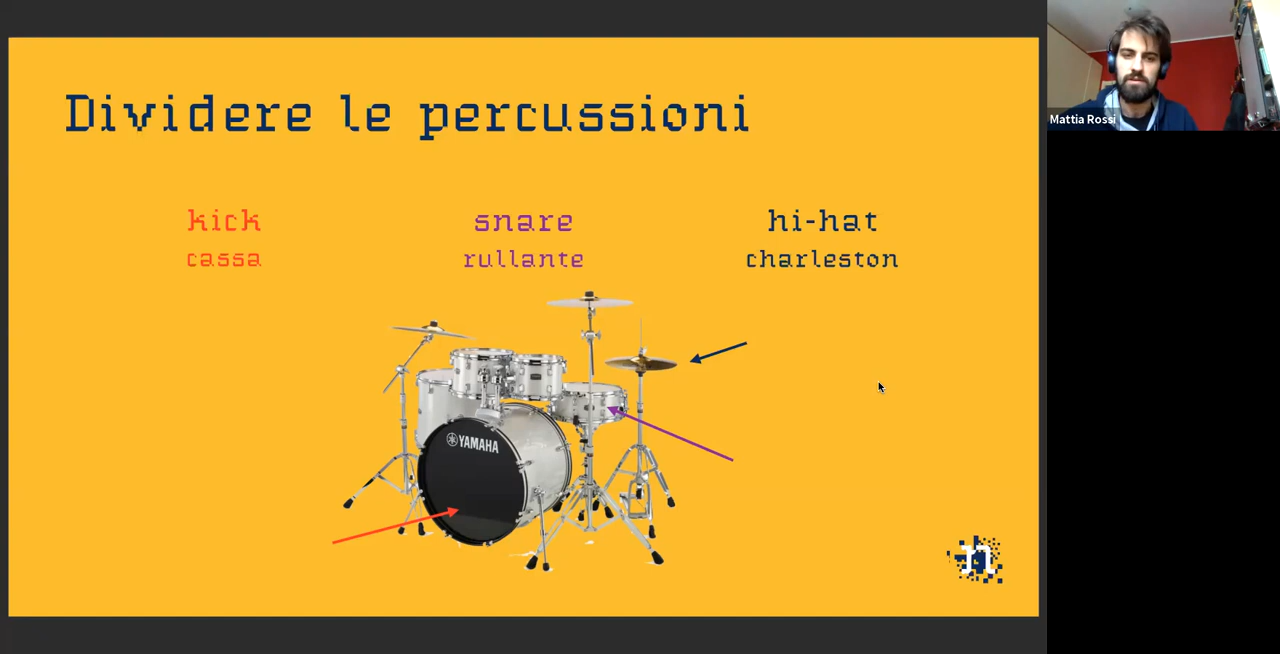 Dividere le percussioni
kick
cassa
snare
rullante
hi-hat
charleston
YAMAHA
n
Mattia Rossi